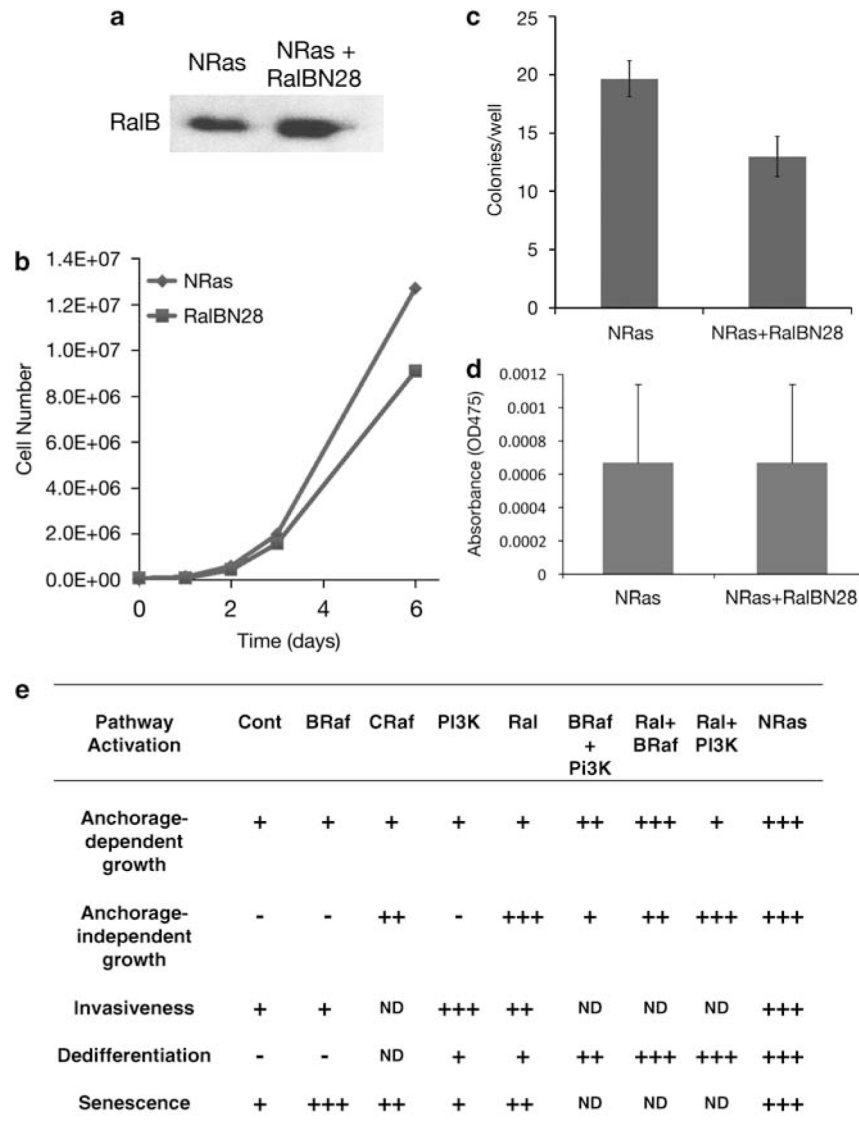 a
NRas
NRas +
RalBN28
RalB
b
1.4E+07
1.2E+07
1.0E+07
8.0E+06
6.0E+06
4.0E+06
2.0E+06
0.0E+00
Cell Number
NRas
RalBN28
0 2 4 6
Time (days)
c
25
20
15
10
5
0
Colonies/well
NRas NRas+RalBN28
d
0.0012
0.001
0.0008
0.0006
0.0004
0.0002
0
Absorbance (OD475)
NRas NRas+RalBN28
e
Pathway Activation Cont BRaf CRaf PI3K Ral BRaf + Pi3K Ral+ BRaf Ral+ PI3K NRas
Anchorage-dependent growth + + + + + ++ +++ + +++
Anchorage-independent growth - - ++ - +++ + ++ +++ +++
Invasiveness + + ND +++ ++ ND ND ND +++
Dedifferentiation - - ND + + ++ +++ +++ +++
Senescence + +++ ++ + ++ ND ND ND +++